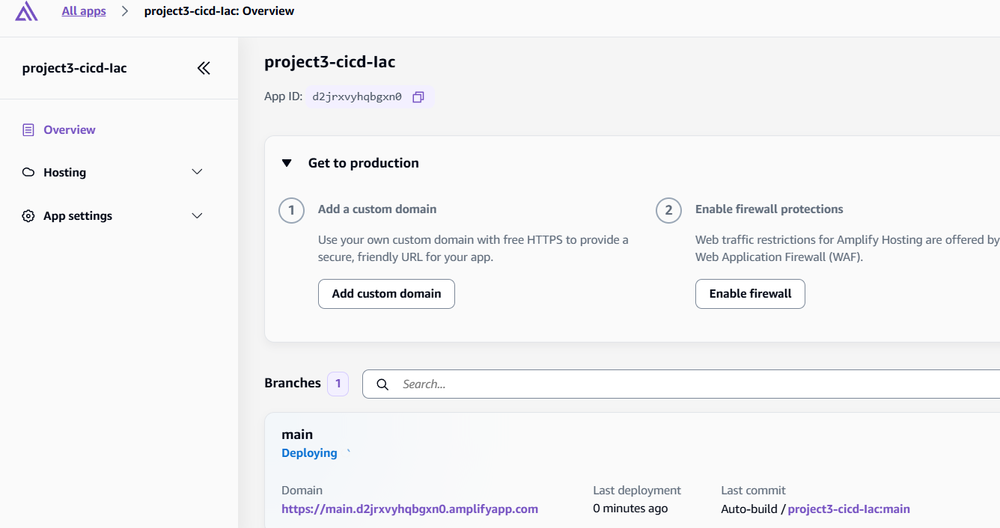 All apps > project3-cicd-Iac: Overview
project3-cicd-Iac
Overview
Hosting
App settings
project3-cicd-Iac
App ID: d2jrxvyhqbgxn0
Get to production
1 Add a custom domain
Use your own custom domain with free HTTPS to provide a
secure, friendly URL for your app.
Add custom domain
2 Enable firewall protections
Web traffic restrictions for Amplify Hosting are offered by
Web Application Firewall (WAF).
Enable firewall
Branches 1 Search...
main
Deploying
Domain
https://main.d2jrxvyhqbgxn0.amplifyapp.com
Last deployment
0 minutes ago
Last commit
Auto-build / project3-cicd-Iac:main